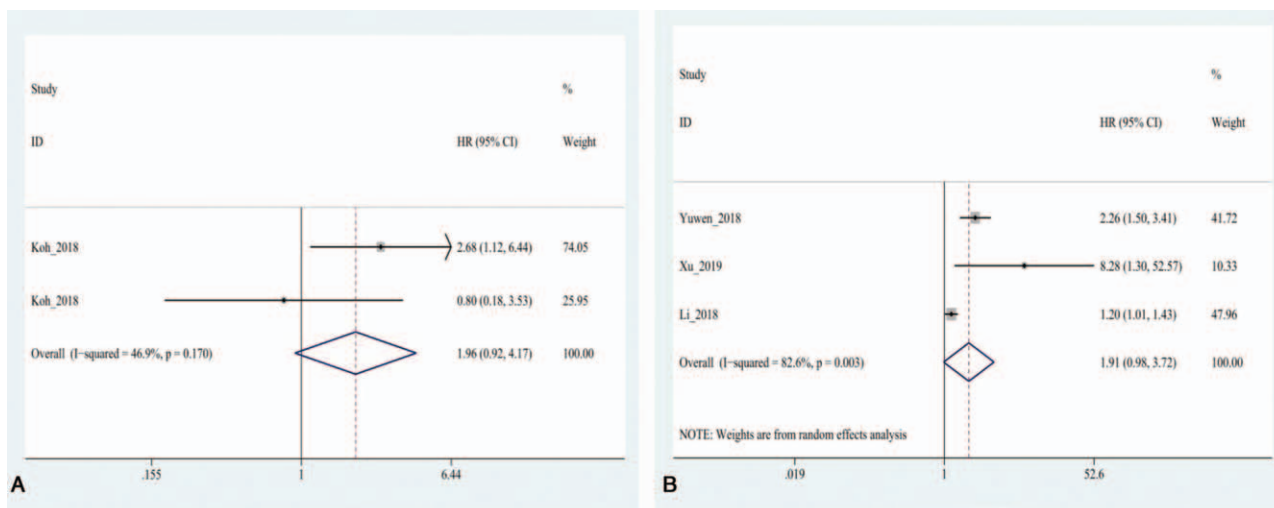 Study %
ID HR (95% CI) Weight
Koh_2018 2.68 (1.12, 6.44) 74.05
Koh_2018 0.80 (0.18, 3.53) 25.95
Overall (I−squared = 46.9%, p = 0.170) 1.96 (0.92, 4.17) 100.00
.155 1 6.44
A
Study %
ID HR (95% CI) Weight
Yuwen_2018 2.26 (1.50, 3.41) 41.72
Xu_2019 8.28 (1.30, 52.57) 10.33
Li_2018 1.20 (1.01, 1.43) 47.96
Overall (I−squared = 82.6%, p = 0.003) 1.91 (0.98, 3.72) 100.00
NOTE: Weights are from random effects analysis
.019 1 52.6
B